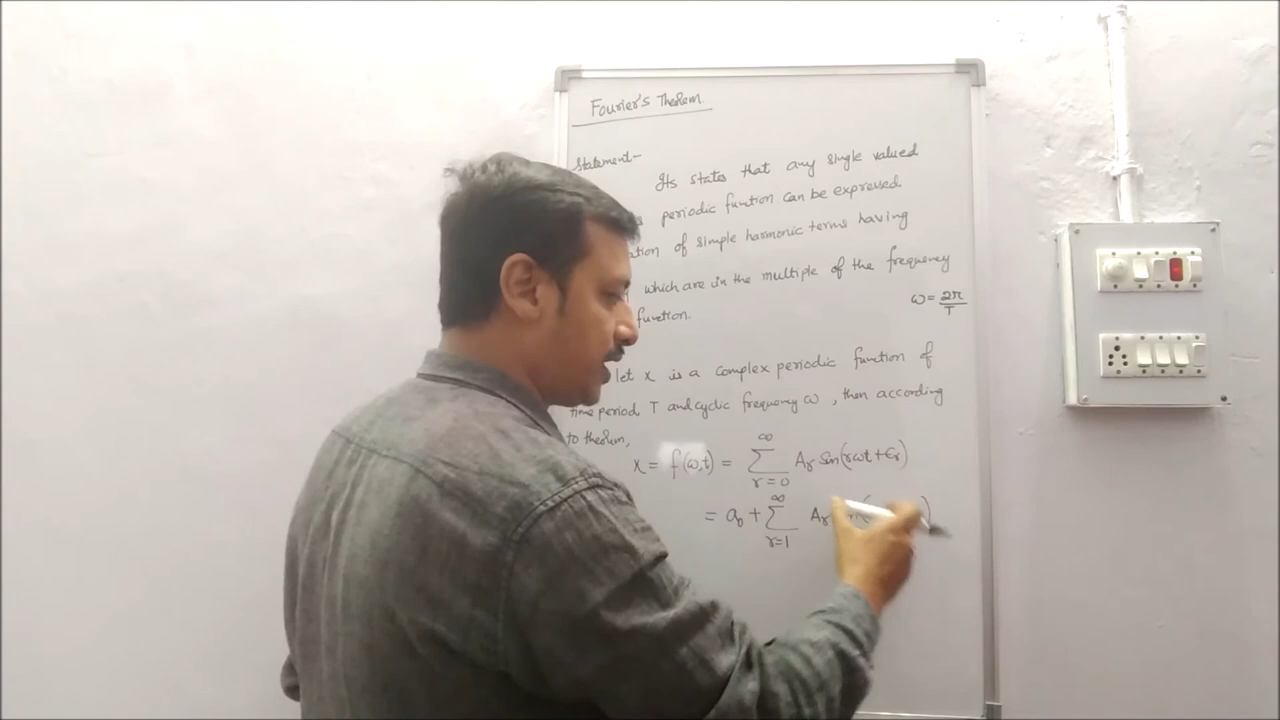 Fourier's Theorem.
Statement-
Its states that any single valued
periodic function can be expressed
of simple harmonic terms having
which are in the multiple of the frequency
function. ω = 2π/T
let x is a complex periodic function of
time period T and cyclic frequency ω, then according
to theorem,
x = f(ω,t) = ∑_{r=0}^{∞} A_r sin(rωt + ϵ_r)
= a_0 + ∑_{r=1}^{∞} A_r